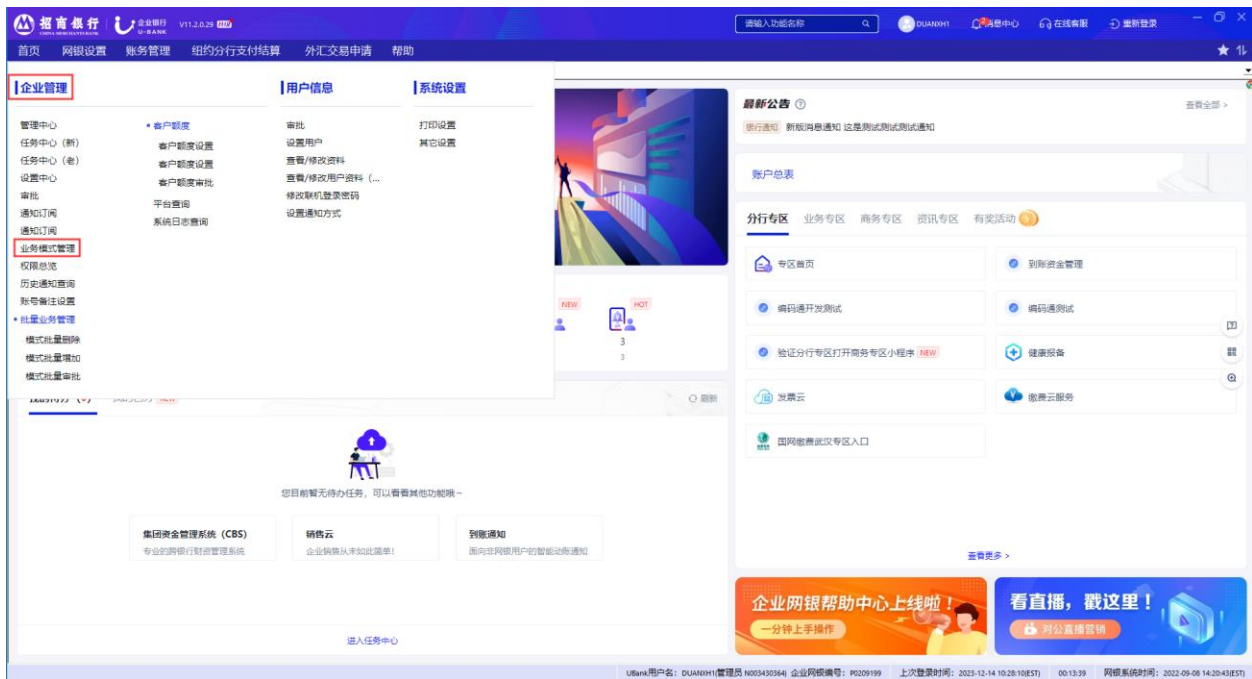 招商银行
CHINA MERCHANTS BANK
企业银行
U-BANK
V11.2.0.29
请输入功能名称
DUANXH1
消息中心
在线客服
重新登录
首页 网银设置 账务管理 纽约分行支付结算 外汇交易申请 帮助
企业管理
管理中心
任务中心（新）
任务中心（老）
设置中心
审批
通知订阅
通知订阅
业务模式管理
权限总览
历史通知查询
账号备注设置
批量业务管理
模式批量删除
模式批量增加
模式批量审批
客户额度
客户额度设置
客户额度设置
客户额度审批
平台查询
系统日志查询
用户信息
审批
设置用户
查看/修改资料
查看/修改用户资料（...
修改联机登录密码
设置通知方式
系统设置
打印设置
其它设置
NEW
HOT
3
3
NEW
刷新
您目前暂无待办任务，可以看看其他功能哦~
集团资金管理系统（CBS）
专业的跨银行财资管理系统
销售云
企业销售从未如此简单!
到账通知
面向非网银用户的智能动账通知
进入任务中心
最新公告
查看全部 >
银行通知 新版消息通知 这是测试测试测试通知
账户总表
分行专区 业务专区 商务专区 资讯专区 有奖活动
专区首页
到账资金管理
编码通开发测试
编码通测试
验证分行专区打开商务专区小程序 NEW
健康报备
发票云
缴费云服务
国网缴费武汉专区入口
查看更多 >
企业网银帮助中心上线啦！
一分钟上手操作
看直播，戳这里！
对公直播营销
UBank用户名：DUANXH1(管理员 N003430364) 企业网银编号：P0209199 上次登录时间：2023-12-14 10:28:10(EST) 00:13:39 网银系统时间：2022-09-08 14:20:43(EST)